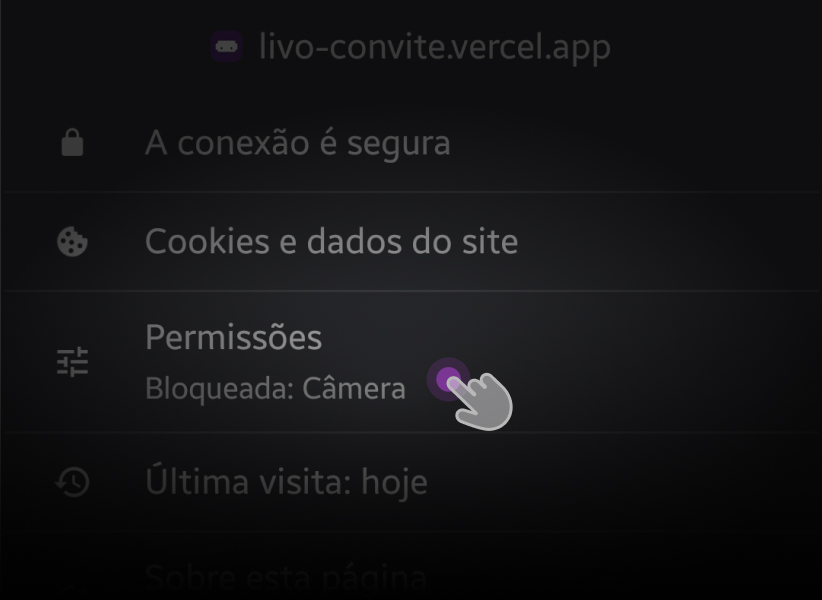 livo-convite.vercel.app
A conexão é segura
Cookies e dados do site
Permissões
Bloqueada: Câmera
Última visita: hoje
Sobre esta página